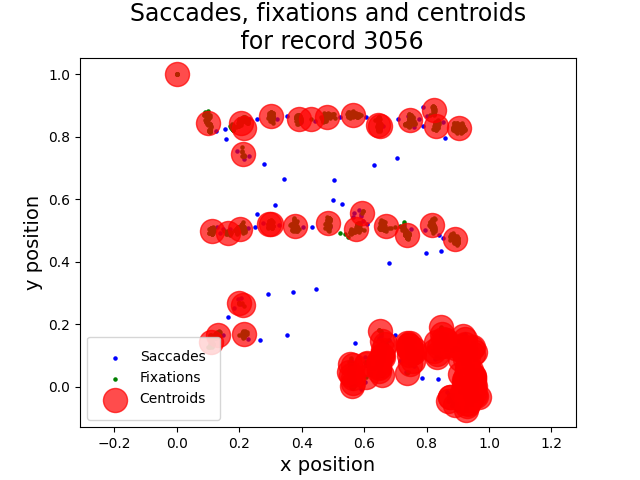 Saccades, fixations and centroids
for record 3056
1.0
0.8
0.6
0.4
0.2
0.0
y position
Saccades
Fixations
Centroids
−0.2
0.0
0.2
0.4
0.6
0.8
1.0
1.2
x position